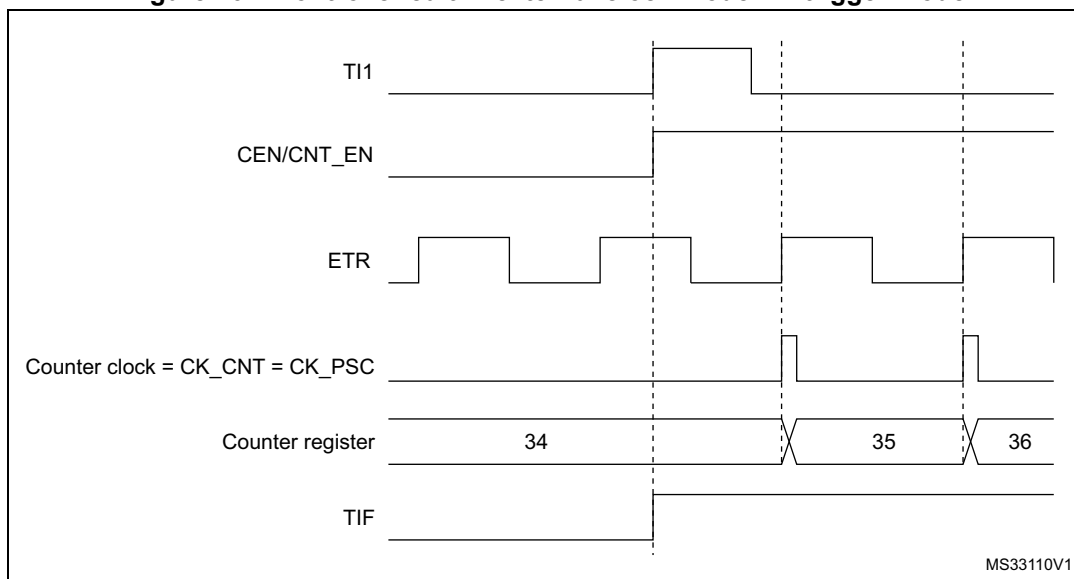 TI1
CEN/CNT_EN
ETR
Counter clock = CK_CNT = CK_PSC
Counter register
34
35
36
TIF
MS33110V1